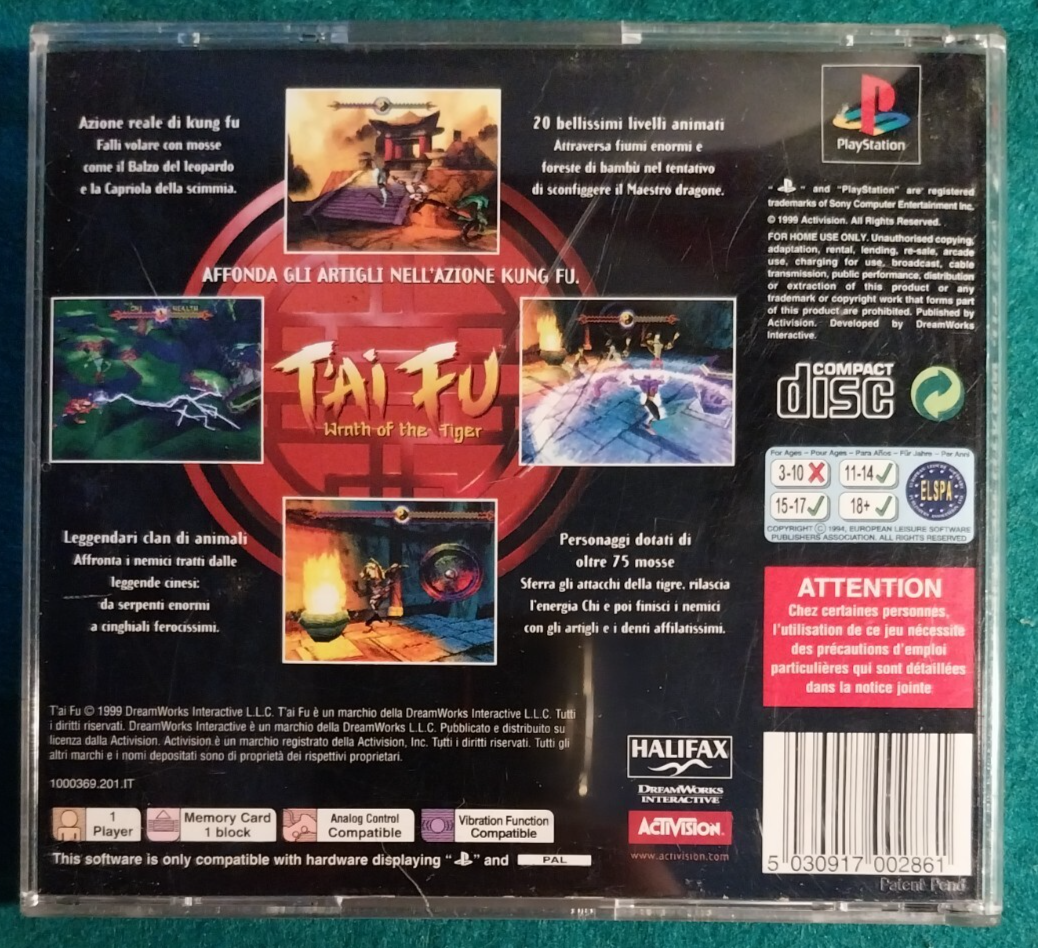 Azione reale di kung fu
Falli volare con mosse
come il Balzo del leopardo
e la Capriola della scimmia.
20 bellissimi livelli animati
Attraversa fiumi enormi e
foreste di bambù nel tentativo
di sconfiggere il Maestro dragone.
PlayStation
" " and "PlayStation" are registered
trademarks of Sony Computer Entertainment Inc.
© 1999 Activision. All Rights Reserved.
FOR HOME USE ONLY. Unauthorised copying,
adaptation, rental, lending, re-sale, arcade
use, charging for use, broadcast, cable
transmission, public performance, distribution
or extraction of this product or any
trademark or copyright work that forms part
of this product are prohibited. Published by
Activision. Developed by DreamWorks
Interactive.
AFFONDA GLI ARTIGLI NELL'AZIONE KUNG FU.
CHI HEALTH
T'AI FU
Wrath of the Tiger
COMPACT
disc
For Ages – Pour Ages – Para Años – Für Jahre – Per Anni
3-10 11-14
15-17 18+
ELSPA
COPYRIGHT © 1994, EUROPEAN LEISURE SOFTWARE
PUBLISHERS ASSOCIATION. ALL RIGHTS RESERVED
Leggendari clan di animali
Affronta i nemici tratti dalle
leggende cinesi:
da serpenti enormi
a cinghiali ferocissimi.
Personaggi dotati di
oltre 75 mosse
Sferra gli attacchi della tigre, rilascia
l'energia Chi e poi finisci i nemici
con gli artigli e i denti affilatissimi.
ATTENTION
Chez certaines personnes,
l'utilisation de ce jeu nécessite
des précautions d'emploi
particulières qui sont détaillées
dans la notice jointe
T'ai Fu © 1999 DreamWorks Interactive L.L.C. T'ai Fu è un marchio della DreamWorks Interactive L.L.C. Tutti
i diritti riservati. DreamWorks Interactive è un marchio della DreamWorks L.L.C. Pubblicato e distribuito su
licenza dalla Activision. Activision è un marchio registrato della Activision, Inc. Tutti i diritti riservati. Tutti gli
altri marchi e i nomi depositati sono di proprietà dei rispettivi proprietari.
1000369.201.IT
HALIFAX
DREAMWORKS
INTERACTIVE™
ACTIVISION.
www.activision.com
1
Player
Memory Card
1 block
Analog Control
Compatible
Vibration Function
Compatible
This software is only compatible with hardware displaying " " and PAL
5 030917 002861
Patent Pend